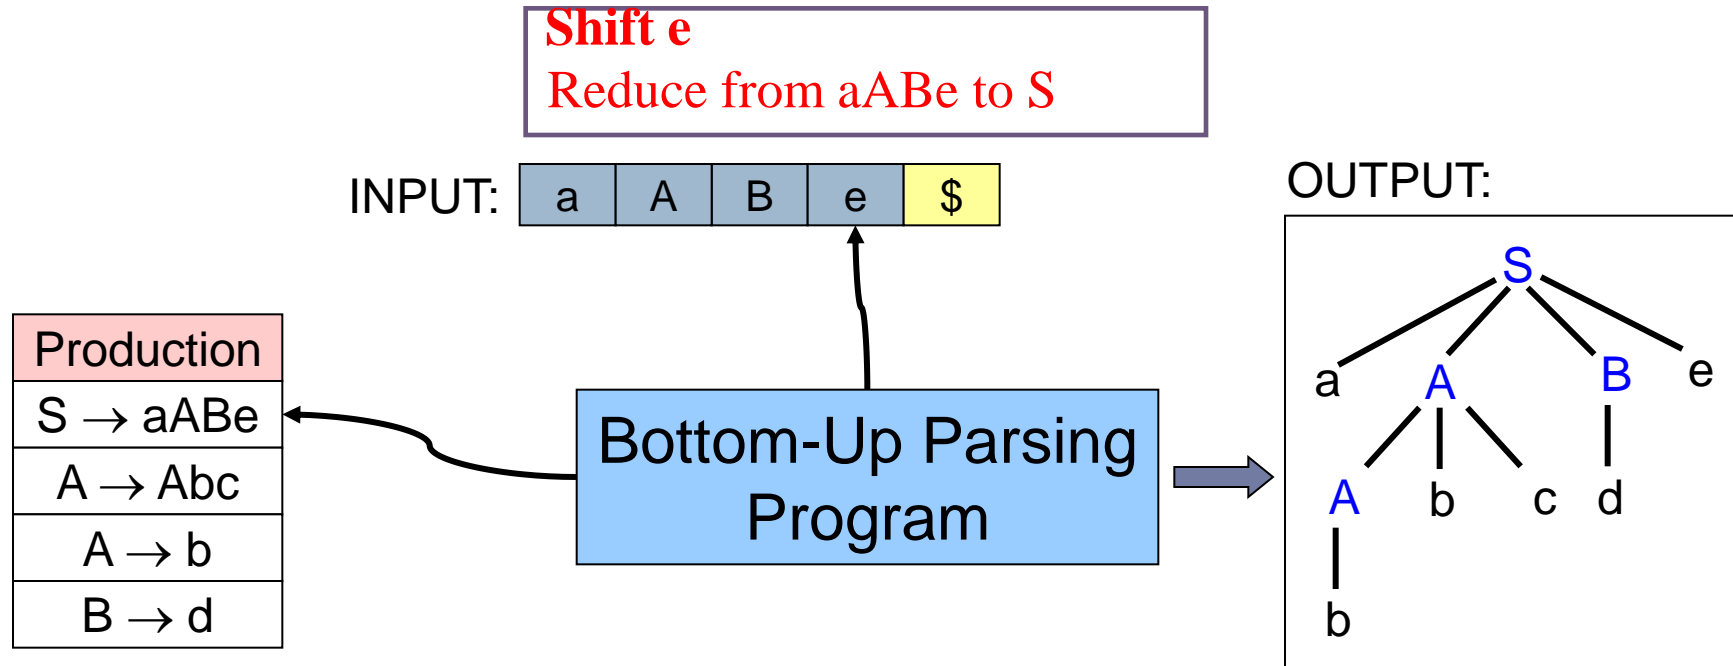 Shift e
Reduce from aABe to S
INPUT: a A B e $
OUTPUT:
Production
S → aABe
A → Abc
A → b
B → d
Bottom-Up Parsing
Program
S
a A B e
A b c d
b